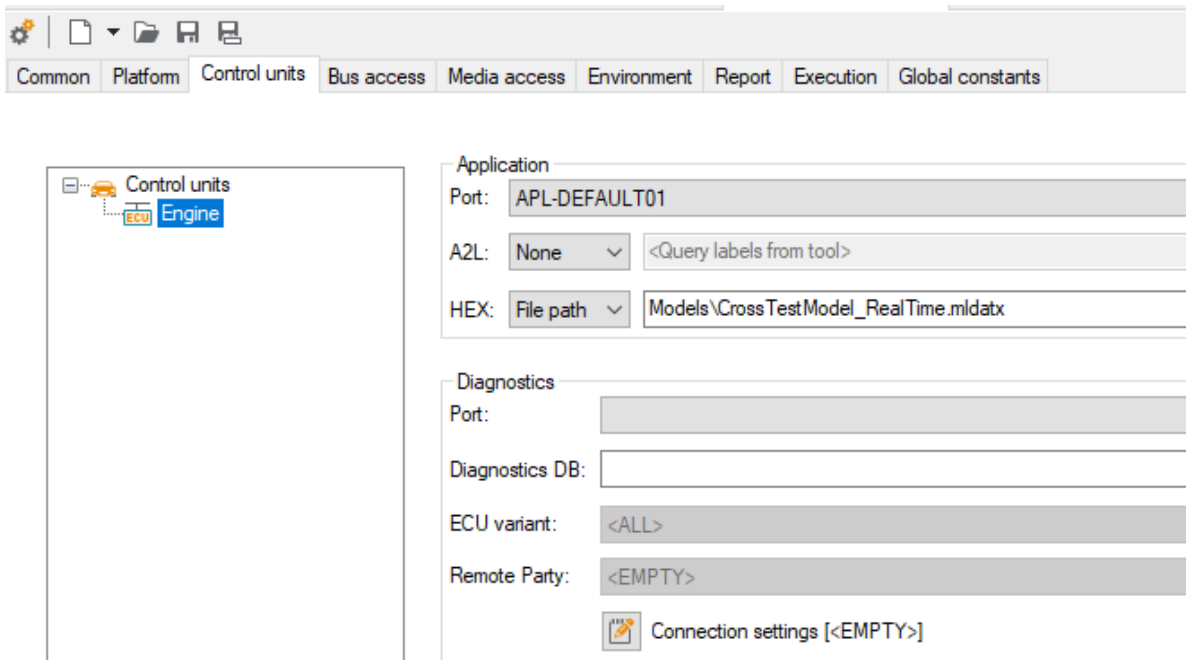 Common Platform Control units Bus access Media access Environment Report Execution Global constants
Control units
ECU Engine
Application
Port: APL-DEFAULT01
A2L: None <Query labels from tool>
HEX: File path Models\CrossTestModel_RealTime.mldatx
Diagnostics
Port:
Diagnostics DB:
ECU variant: <ALL>
Remote Party: <EMPTY>
Connection settings [<EMPTY>]